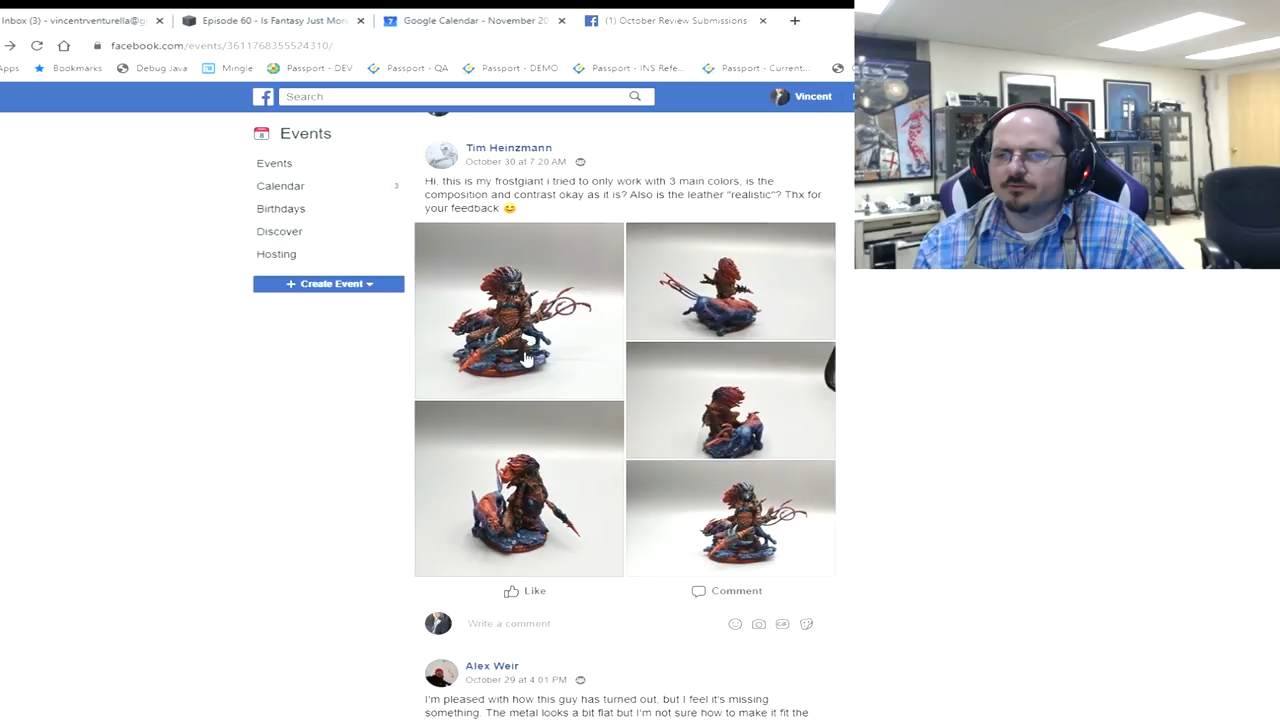 Inbox (3) - vincentrventurella@g
Episode 60 - Is Fantasy Just More
Google Calendar - November 20
(1) October Review Submissions
facebook.com/events/3611768355524310/
Apps
Bookmarks
Debug Java
Mingle
Passport - DEV
Passport - QA
Passport - DEMO
Passport - INS Refe...
Passport - Current...
Search
Vincent
Events
Events
Calendar 3
Birthdays
Discover
Hosting
+ Create Event
Tim Heinzmann
October 30 at 7:20 AM
Hi, this is my frostgiant i tried to only work with 3 main colors, is the
composition and contrast okay as it is? Also is the leather "realistic"? Thx for
your feedback 😊
Like
Comment
Write a comment
GIF
Alex Weir
October 29 at 4:01 PM
I'm pleased with how this guy has turned out, but I feel it's missing
something. The metal looks a bit flat but I'm not sure how to make it fit the